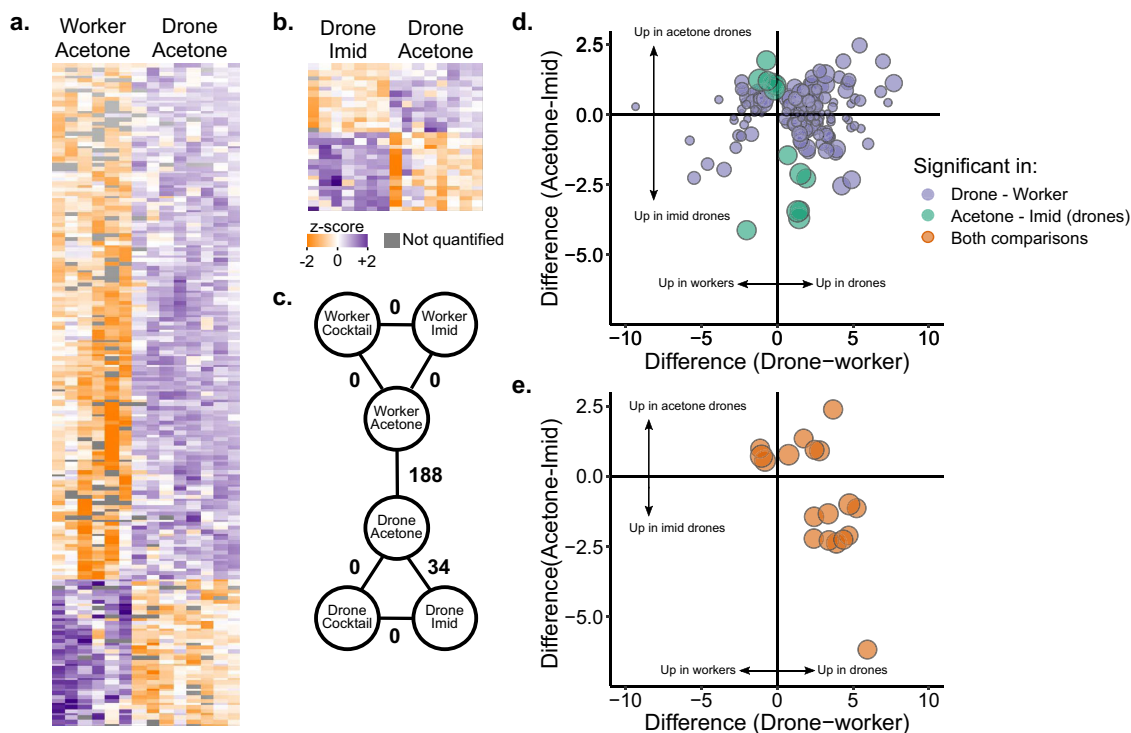 a.
Worker Drone
Acetone Acetone
b.
Drone Drone
Imid Acetone
z-score
-2 0 +2
Not quantified
c.
Worker
Cocktail
0
Worker
Imid
0
0
Worker
Acetone
188
Drone
Acetone
0
34
Drone
Cocktail
Drone
Imid
0
d.
Difference (Acetone-Imid)
2.5
0.0
−2.5
−5.0
Up in acetone drones
Up in imid drones
Up in workers
Up in drones
−10 −5 0 5 10
Difference (Drone−worker)
Significant in:
Drone - Worker
Acetone - Imid (drones)
Both comparisons
e.
Difference(Acetone-Imid)
2.5
0.0
−2.5
−5.0
Up in acetone drones
Up in imid drones
Up in workers
Up in drones
−10 −5 0 5 10
Difference (Drone−worker)